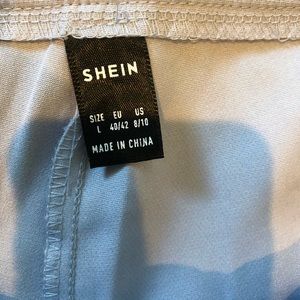 SHEIN
SIZE EU US
L 40/42 8/10
MADE IN CHINA